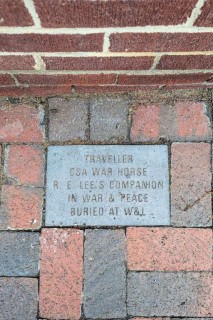 TRAVELLER
CSA WAR HORSE
R. E. LEE'S COMPANION
IN WAR & PEACE
BURIED AT W&L